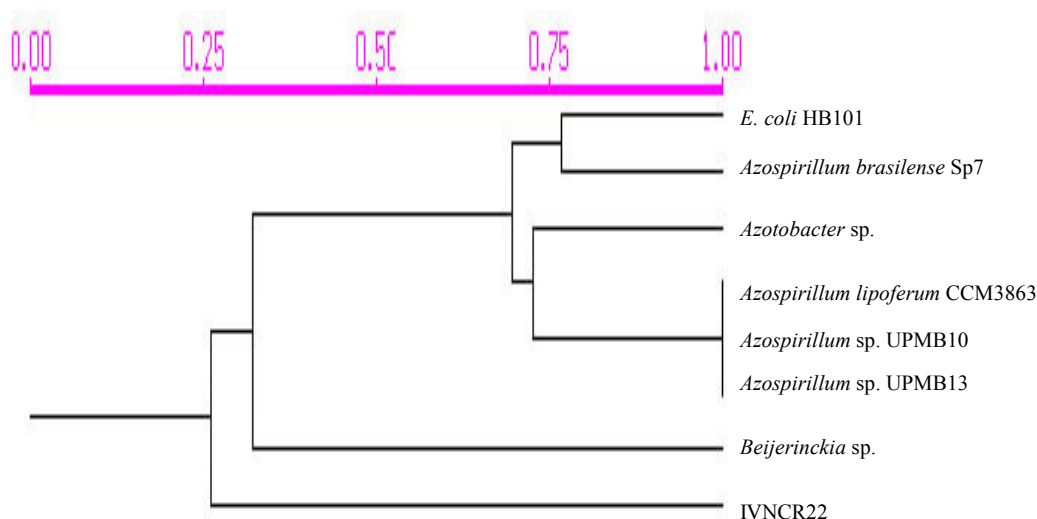 0.00 0.25 0.50 0.75 1.00
E. coli HB101
Azospirillum brasilense Sp7
Azotobacter sp.
Azospirillum lipoferum CCM3863
Azospirillum sp. UPMB10
Azospirillum sp. UPMB13
Beijerinckia sp.
IVNCR22